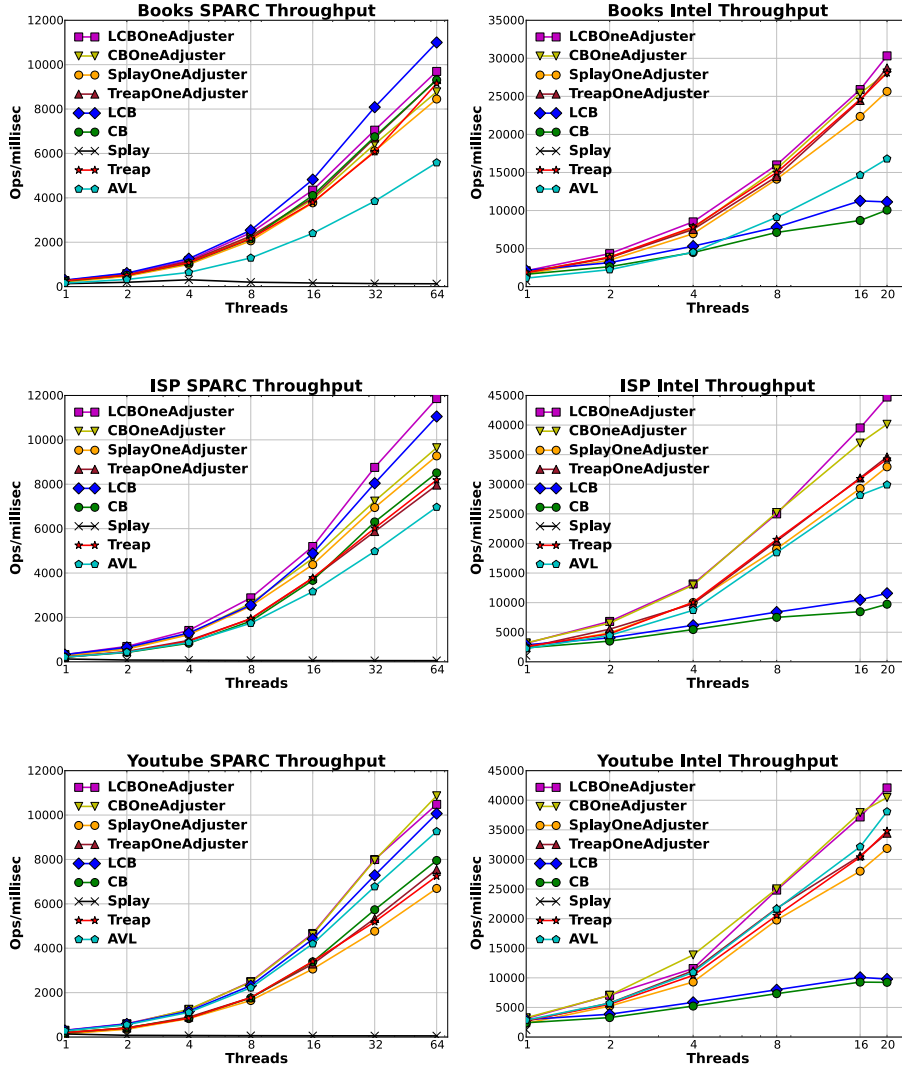 Books SPARC Throughput
12000
10000
8000
6000
4000
2000
0
Ops/millisec
LCBOneAdjuster
CBOneAdjuster
SplayOneAdjuster
TreapOneAdjuster
LCB
CB
Splay
Treap
AVL
1 2 4 8 16 32 64
Threads
Books Intel Throughput
35000
30000
25000
20000
15000
10000
5000
0
Ops/millisec
LCBOneAdjuster
CBOneAdjuster
SplayOneAdjuster
TreapOneAdjuster
LCB
CB
Splay
Treap
AVL
1 2 4 8 16 20
Threads
ISP SPARC Throughput
12000
10000
8000
6000
4000
2000
0
Ops/millisec
LCBOneAdjuster
CBOneAdjuster
SplayOneAdjuster
TreapOneAdjuster
LCB
CB
Splay
Treap
AVL
1 2 4 8 16 32 64
Threads
ISP Intel Throughput
45000
40000
35000
30000
25000
20000
15000
10000
5000
0
Ops/millisec
LCBOneAdjuster
CBOneAdjuster
SplayOneAdjuster
TreapOneAdjuster
LCB
CB
Splay
Treap
AVL
1 2 4 8 16 20
Threads
Youtube SPARC Throughput
12000
10000
8000
6000
4000
2000
0
Ops/millisec
LCBOneAdjuster
CBOneAdjuster
SplayOneAdjuster
TreapOneAdjuster
LCB
CB
Splay
Treap
AVL
1 2 4 8 16 32 64
Threads
Youtube Intel Throughput
45000
40000
35000
30000
25000
20000
15000
10000
5000
0
Ops/millisec
LCBOneAdjuster
CBOneAdjuster
SplayOneAdjuster
TreapOneAdjuster
LCB
CB
Splay
Treap
AVL
1 2 4 8 16 20
Threads